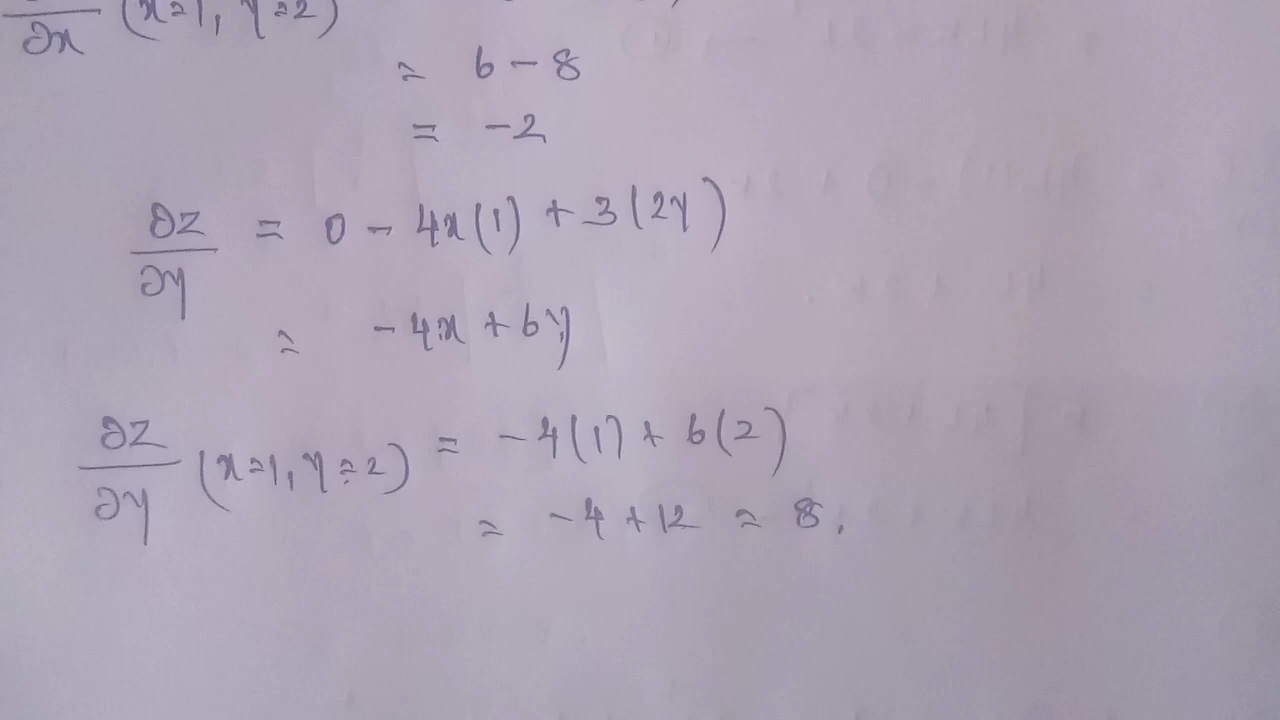 ∂x (x=1, y=2)
= 6 - 8
= -2
∂z/∂y = 0 - 4x(1) + 3(2y)
= -4x + 6y
∂z/∂y (x=1, y=2) = -4(1) + 6(2)
= -4 + 12 = 8.